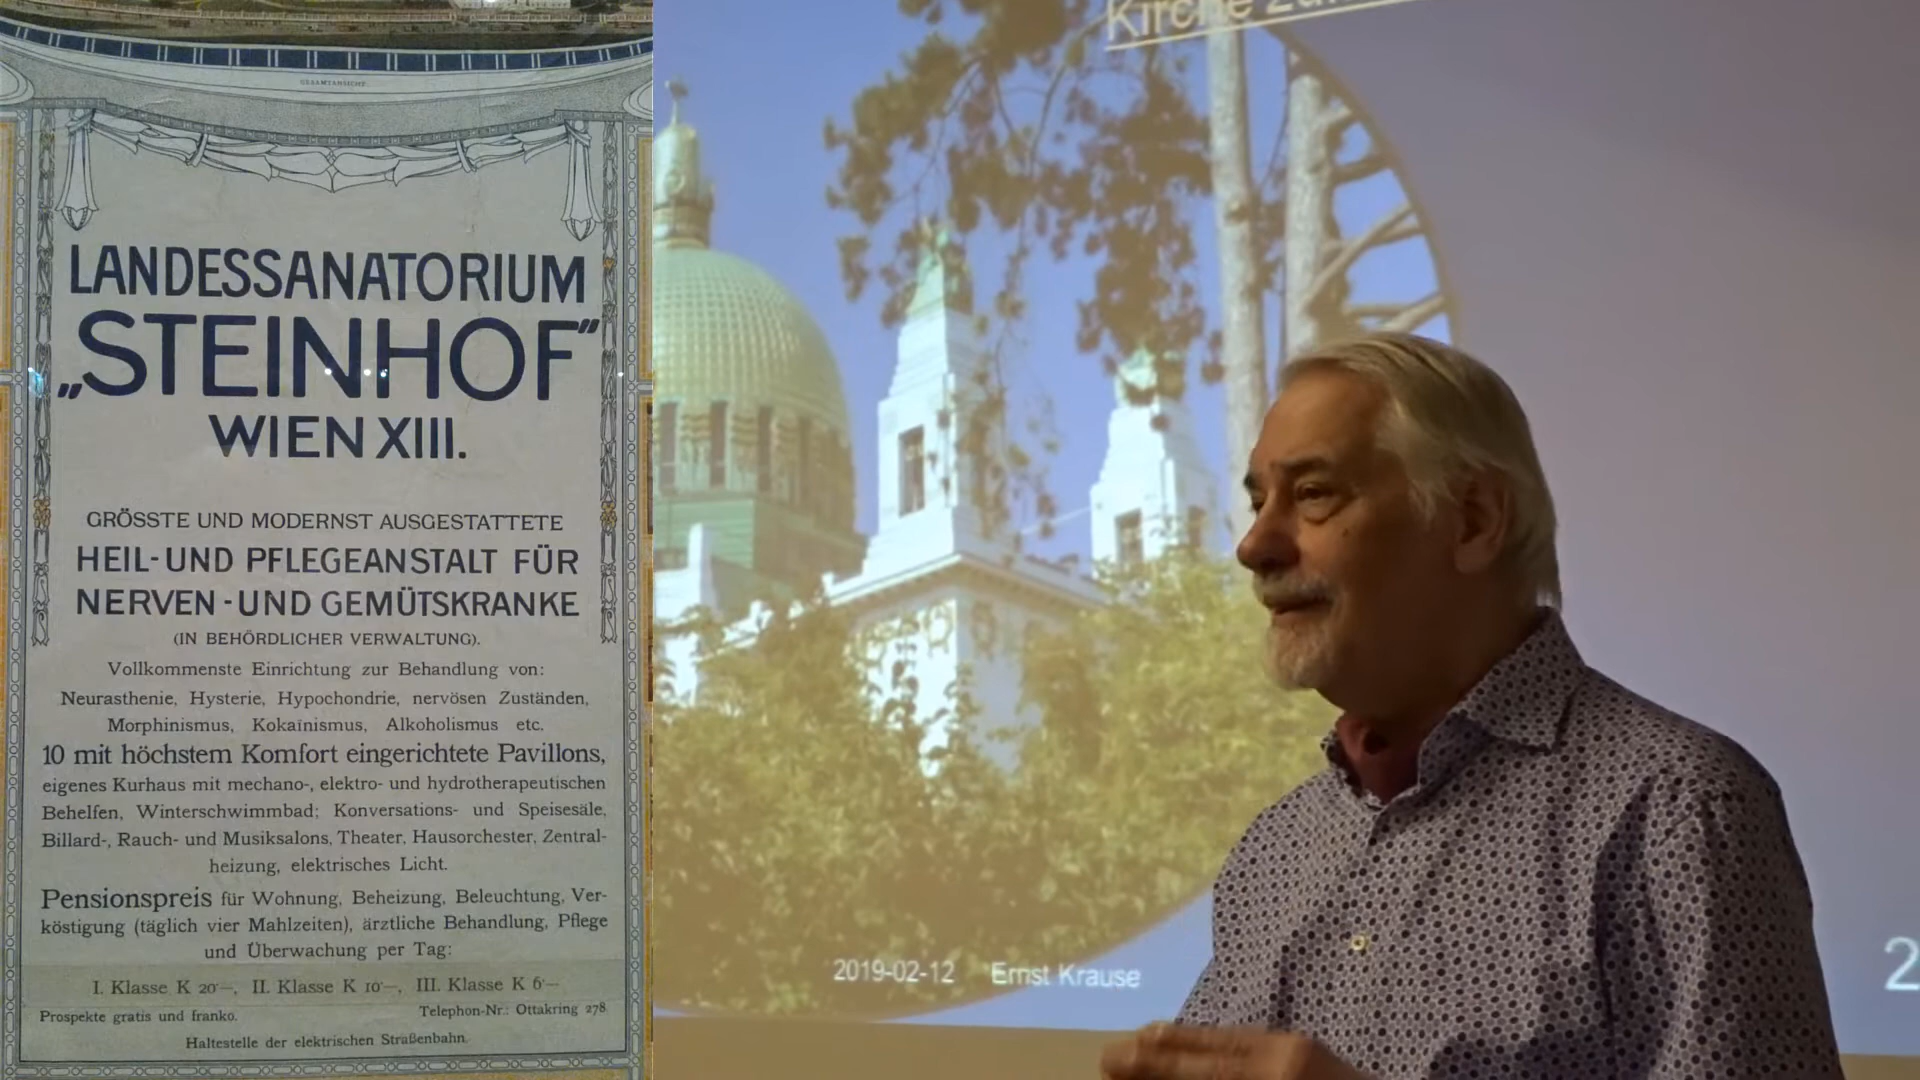 GESAMTANSICHT
LANDESSANATORIUM
„STEINHOF"
WIEN XIII.
GRÖSSTE UND MODERNST AUSGESTATTETE
HEIL-UND PFLEGEANSTALT FÜR
NERVEN-UND GEMÜTSKRANKE
(IN BEHÖRDLICHER VERWALTUNG).
Vollkommenste Einrichtung zur Behandlung von:
Neurasthenie, Hysterie, Hypochondrie, nervösen Zuständen,
Morphinismus, Kokaïnismus, Alkoholismus etc.
10 mit höchstem Komfort eingerichtete Pavillons,
eigenes Kurhaus mit mechano-, elektro- und hydrotherapeutischen
Behelfen, Winterschwimmbad; Konversations- und Speisesäle,
Billard-, Rauch- und Musiksalons, Theater, Hausorchester, Zentral-
heizung, elektrisches Licht.
Pensionspreis für Wohnung, Beheizung, Beleuchtung, Ver-
köstigung (täglich vier Mahlzeiten), ärztliche Behandlung, Pflege
und Überwachung per Tag:
I. Klasse K 20·—, II. Klasse K 10·—, III. Klasse K 6·—
Prospekte gratis und franko.
Telephon-Nr.: Ottakring 278.
Haltestelle der elektrischen Straßenbahn.
Kirche
2019-02-12 Ernst Krause
2